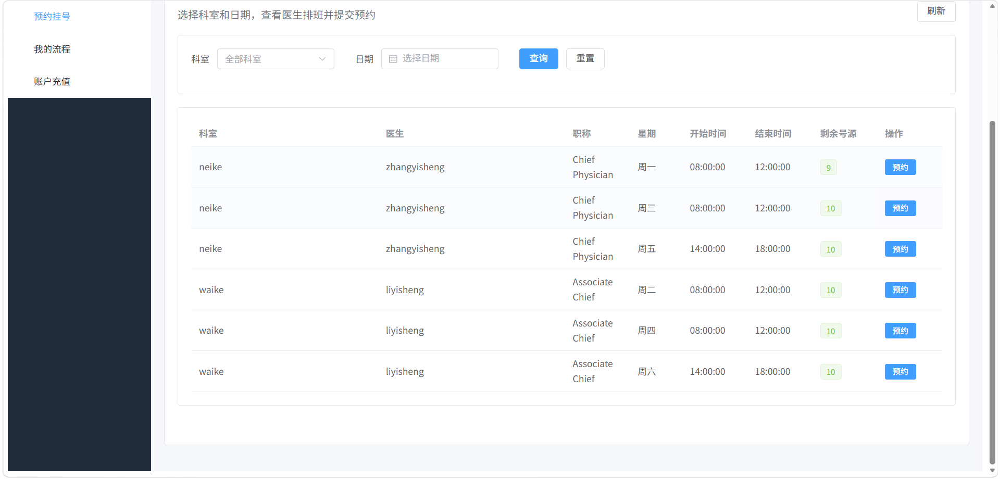 预约挂号
我的流程
账户充值
选择科室和日期，查看医生排班并提交预约
刷新
科室 全部科室 日期 选择日期 查询 重置
科室 医生 职称 星期 开始时间 结束时间 剩余号源 操作
neike zhangyisheng Chief Physician 周一 08:00:00 12:00:00 9 预约
neike zhangyisheng Chief Physician 周三 08:00:00 12:00:00 10 预约
neike zhangyisheng Chief Physician 周五 14:00:00 18:00:00 10 预约
waike liyisheng Associate Chief 周二 08:00:00 12:00:00 10 预约
waike liyisheng Associate Chief 周四 08:00:00 12:00:00 10 预约
waike liyisheng Associate Chief 周六 14:00:00 18:00:00 10 预约